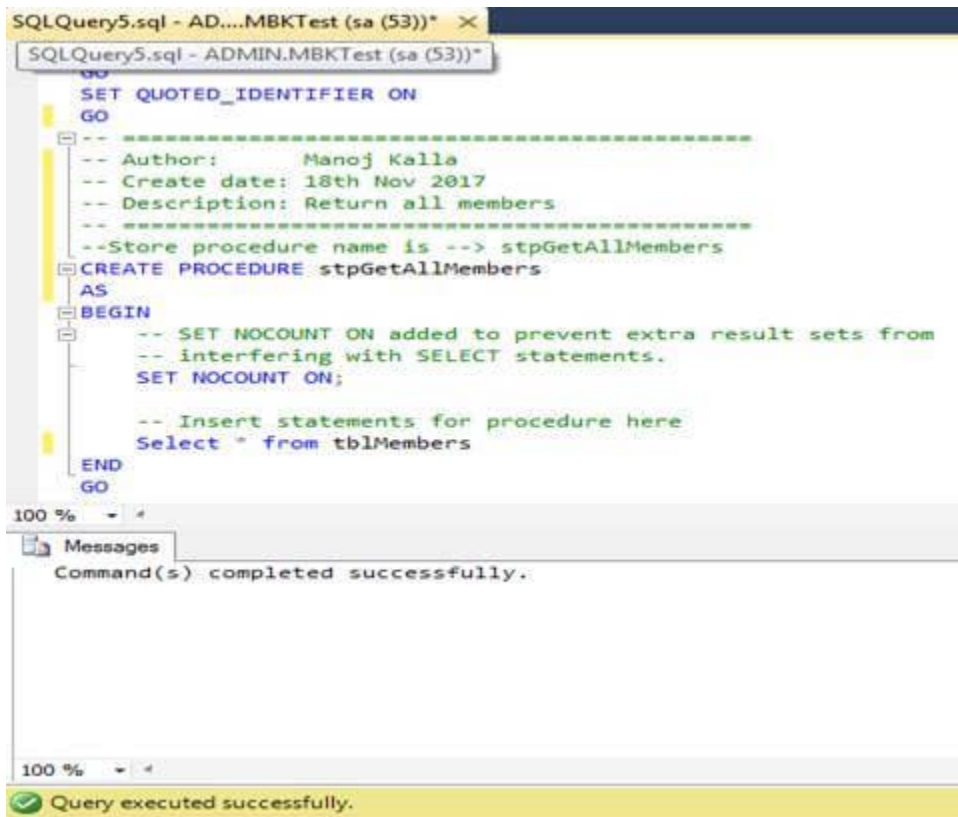 SQLQuery5.sql - AD....MBKTest (sa (53))*
SQLQuery5.sql - ADMIN.MBKTest (sa (53))*
GO
SET QUOTED_IDENTIFIER ON
GO
-- =============================================
-- Author: Manoj Kalla
-- Create date: 18th Nov 2017
-- Description: Return all members
-- =============================================
--Store procedure name is --> stpGetAllMembers
CREATE PROCEDURE stpGetAllMembers
AS
BEGIN
-- SET NOCOUNT ON added to prevent extra result sets from
-- interfering with SELECT statements.
SET NOCOUNT ON;
-- Insert statements for procedure here
Select * from tblMembers
END
GO
100 %
Messages
Command(s) completed successfully.
100 %
Query executed successfully.